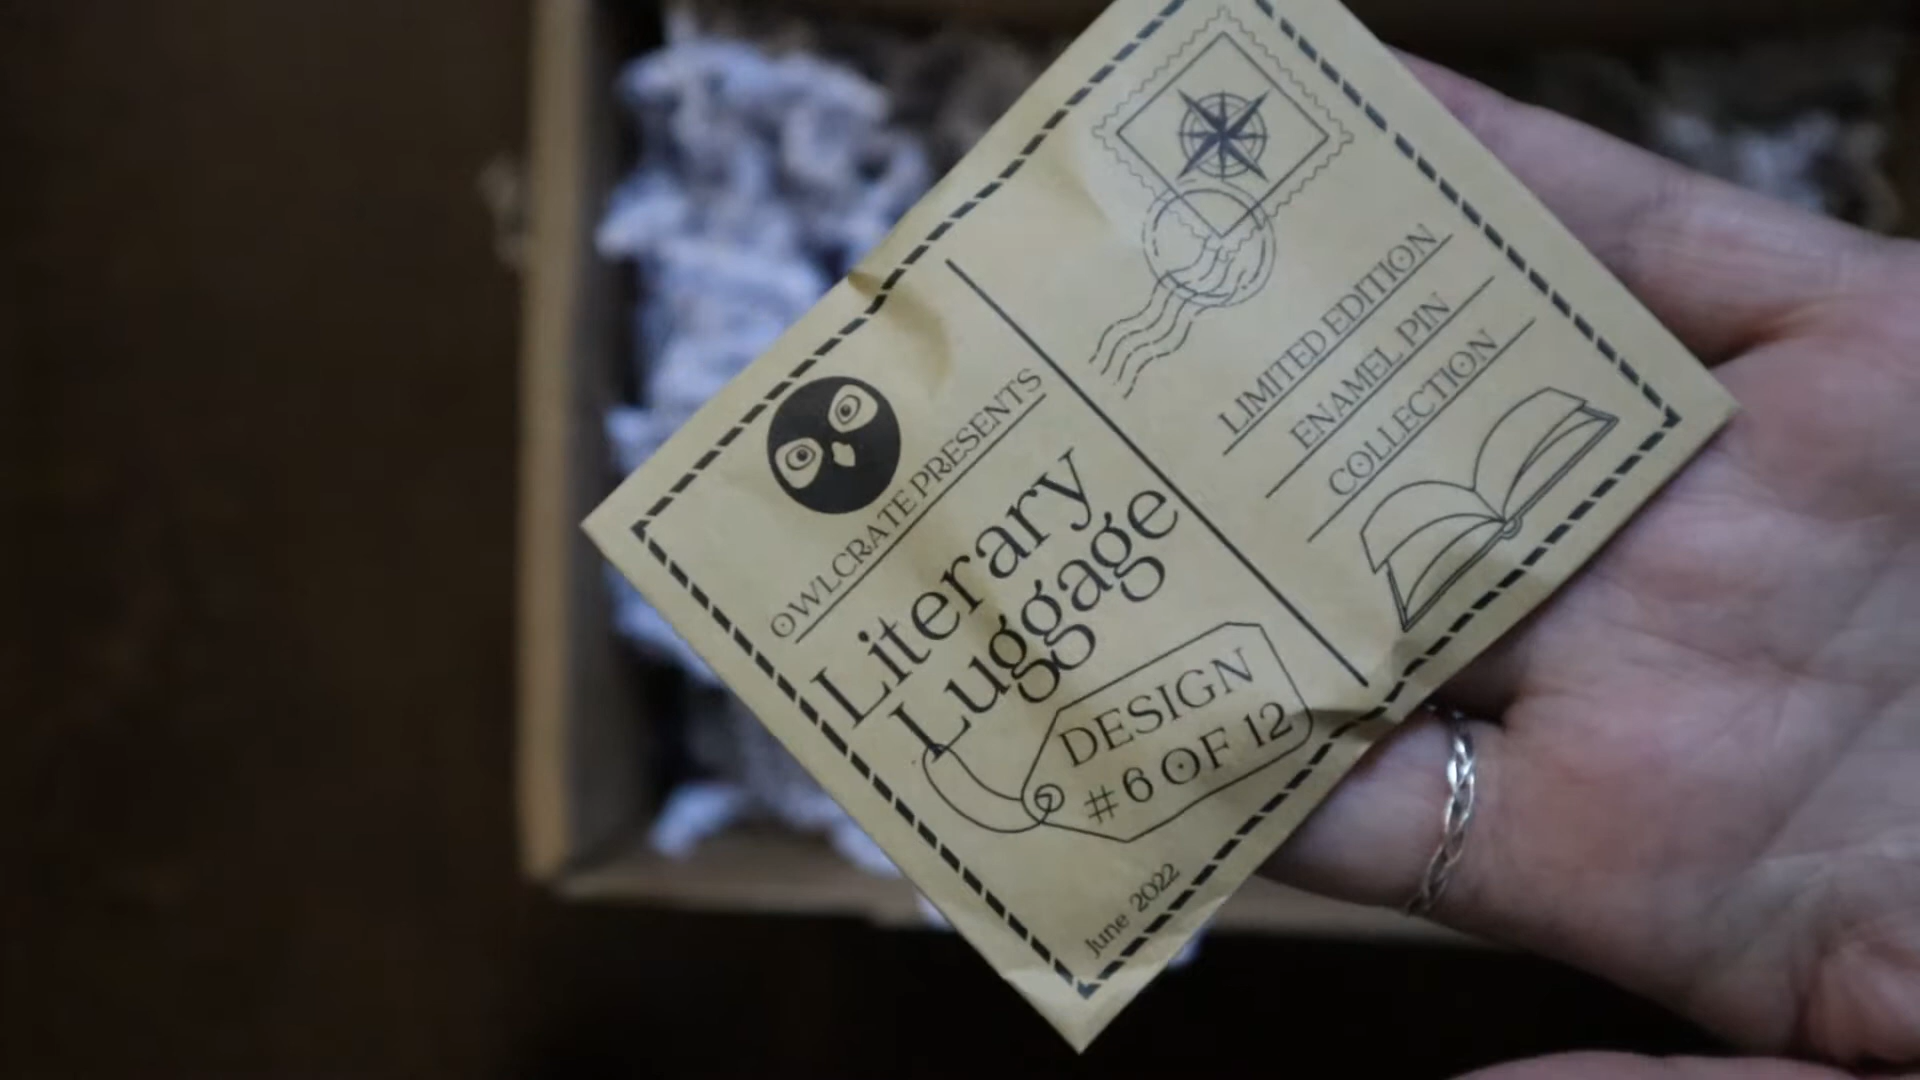 OWLCRATE PRESENTS
Literary
Luggage
DESIGN
#6 OF 12
June 2022
LIMITED EDITION
ENAMEL PIN
COLLECTION